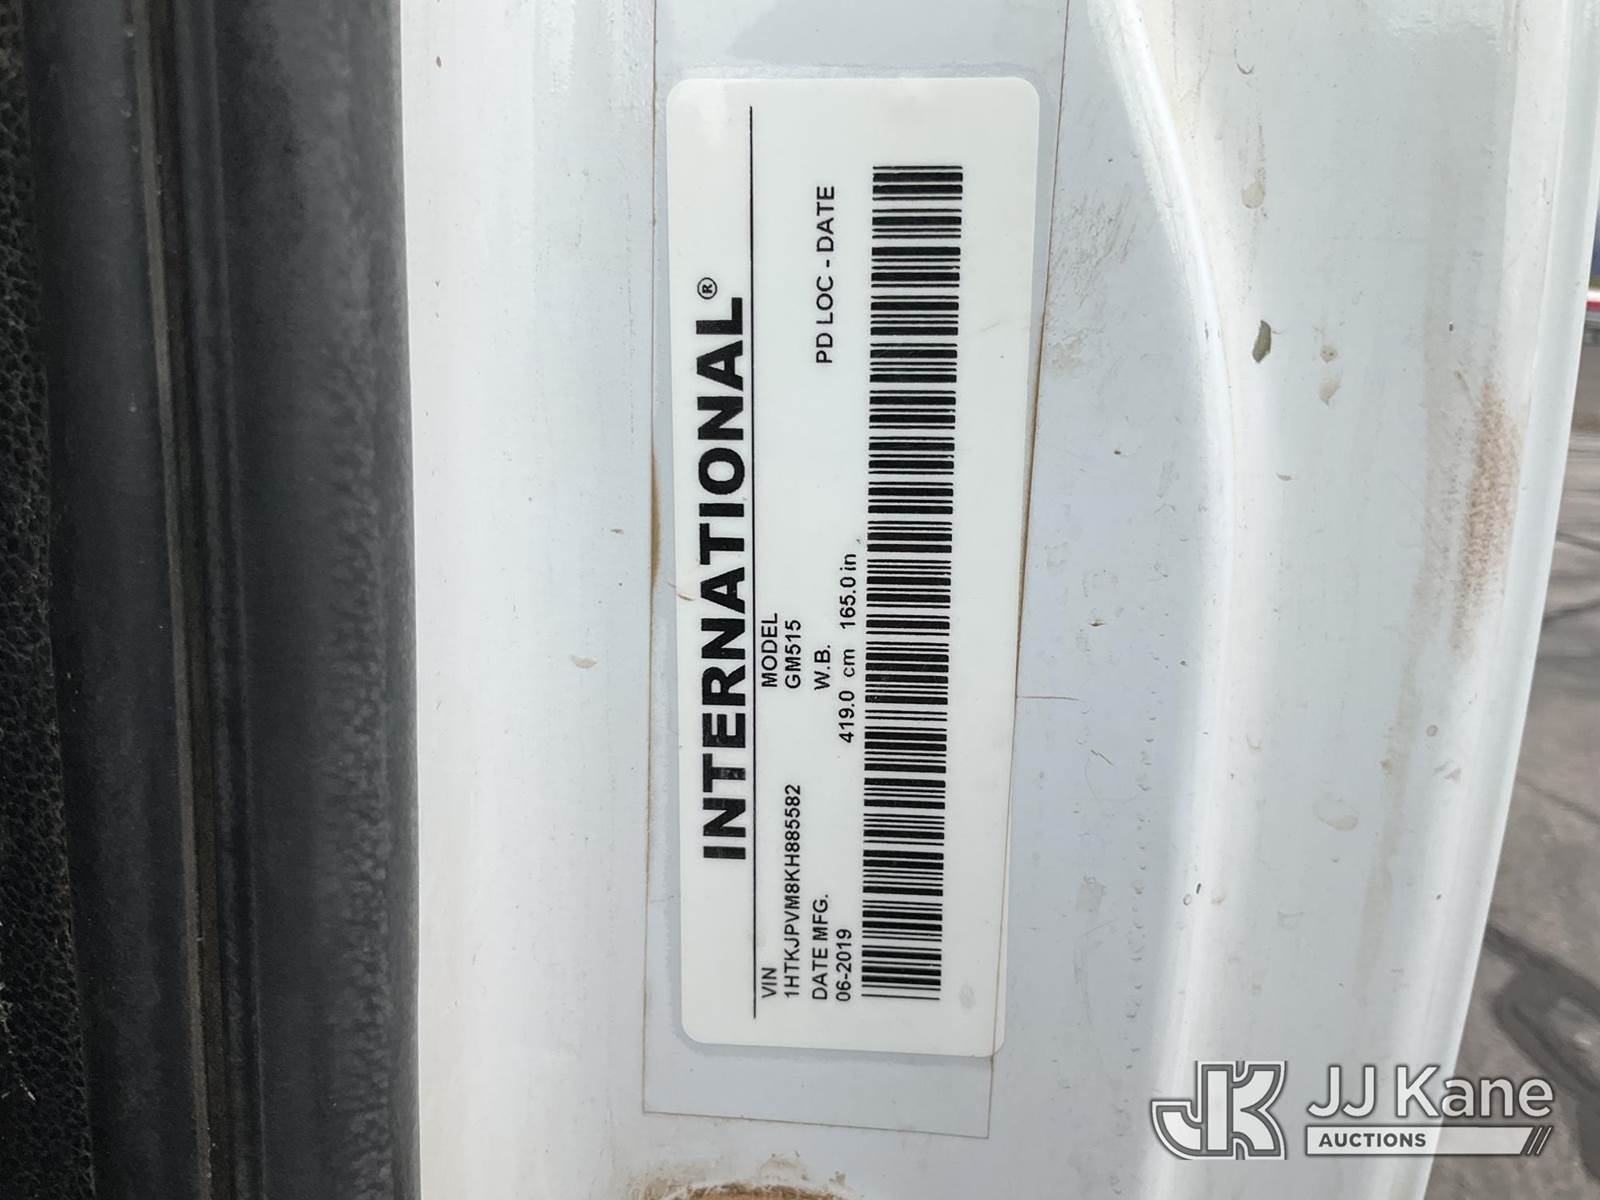 INTERNATIONAL®
VIN MODEL
1HTKJPVM8KH885582 GM515
DATE MFG. W.B. PD LOC - DATE
06-2019 419.0 cm 165.0 in
JK JJ Kane
AUCTIONS